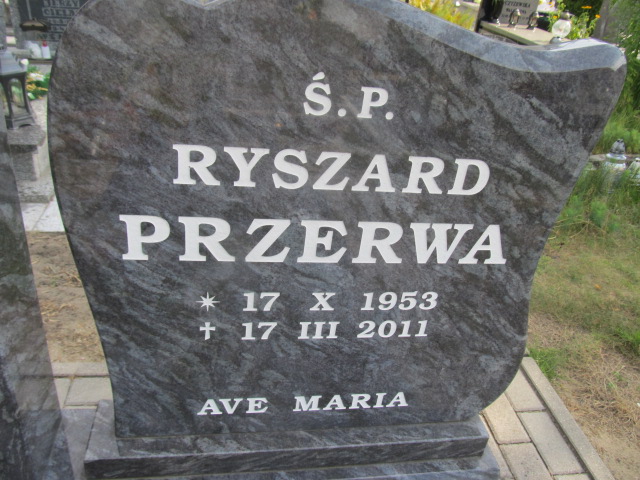 Ś.P.
RYSZARD
PRZERWA
* 17 X 1953
† 17 III 2011
AVE MARIA